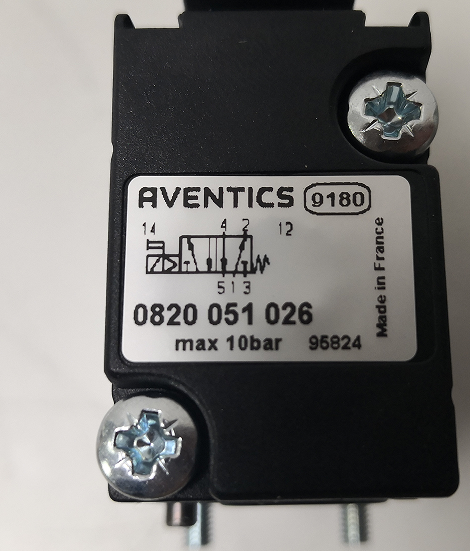 AVENTICS 9180
14 4 2 12
5 1 3
0820 051 026
max 10bar 95824
Made in France